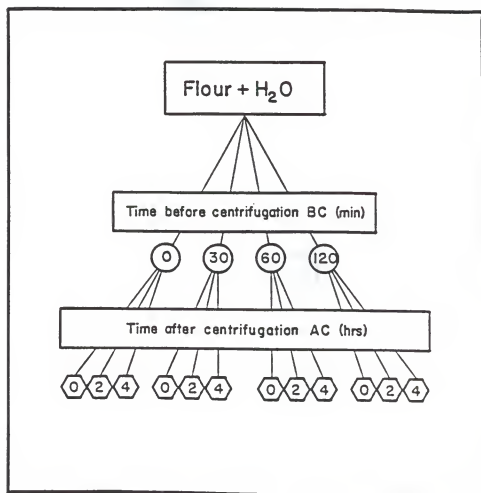 Flour + H₂O
Time before centrifugation BC (min)
0 30 60 120
Time after centrifugation AC (hrs)
0 2 4 0 2 4 0 2 4 0 2 4